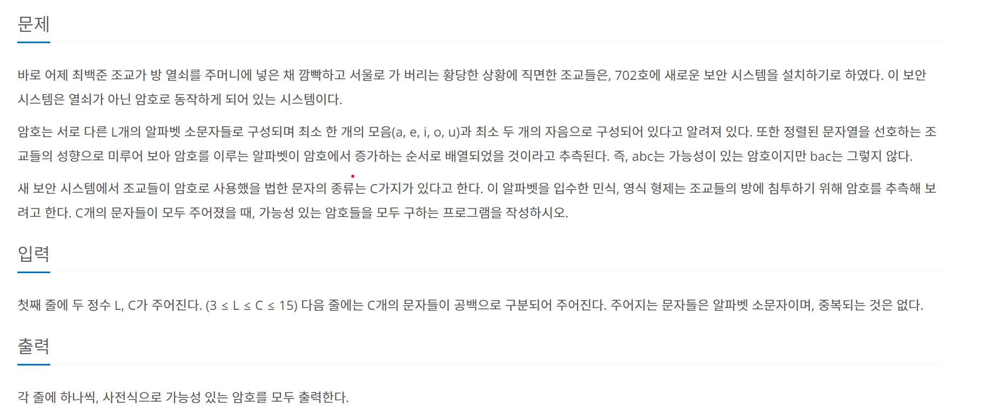 문제
바로 어제 최백준 조교가 방 열쇠를 주머니에 넣은 채 깜빡하고 서울로 가 버리는 황당한 상황에 직면한 조교들은, 702호에 새로운 보안 시스템을 설치하기로 하였다. 이 보안
시스템은 열쇠가 아닌 암호로 동작하게 되어 있는 시스템이다.
암호는 서로 다른 L개의 알파벳 소문자들로 구성되며 최소 한 개의 모음(a, e, i, o, u)과 최소 두 개의 자음으로 구성되어 있다고 알려져 있다. 또한 정렬된 문자열을 선호하는 조
교들의 성향으로 미루어 보아 암호를 이루는 알파벳이 암호에서 증가하는 순서로 배열되었을 것이라고 추측된다. 즉, abc는 가능성이 있는 암호이지만 bac는 그렇지 않다.
새 보안 시스템에서 조교들이 암호로 사용했을 법한 문자의 종류는 C가지가 있다고 한다. 이 알파벳을 입수한 민식, 영식 형제는 조교들의 방에 침투하기 위해 암호를 추측해 보
려고 한다. C개의 문자들이 모두 주어졌을 때, 가능성 있는 암호들을 모두 구하는 프로그램을 작성하시오.
입력
첫째 줄에 두 정수 L, C가 주어진다. (3 ≤ L ≤ C ≤ 15) 다음 줄에는 C개의 문자들이 공백으로 구분되어 주어진다. 주어지는 문자들은 알파벳 소문자이며, 중복되는 것은 없다.
출력
각 줄에 하나씩, 사전식으로 가능성 있는 암호를 모두 출력한다.